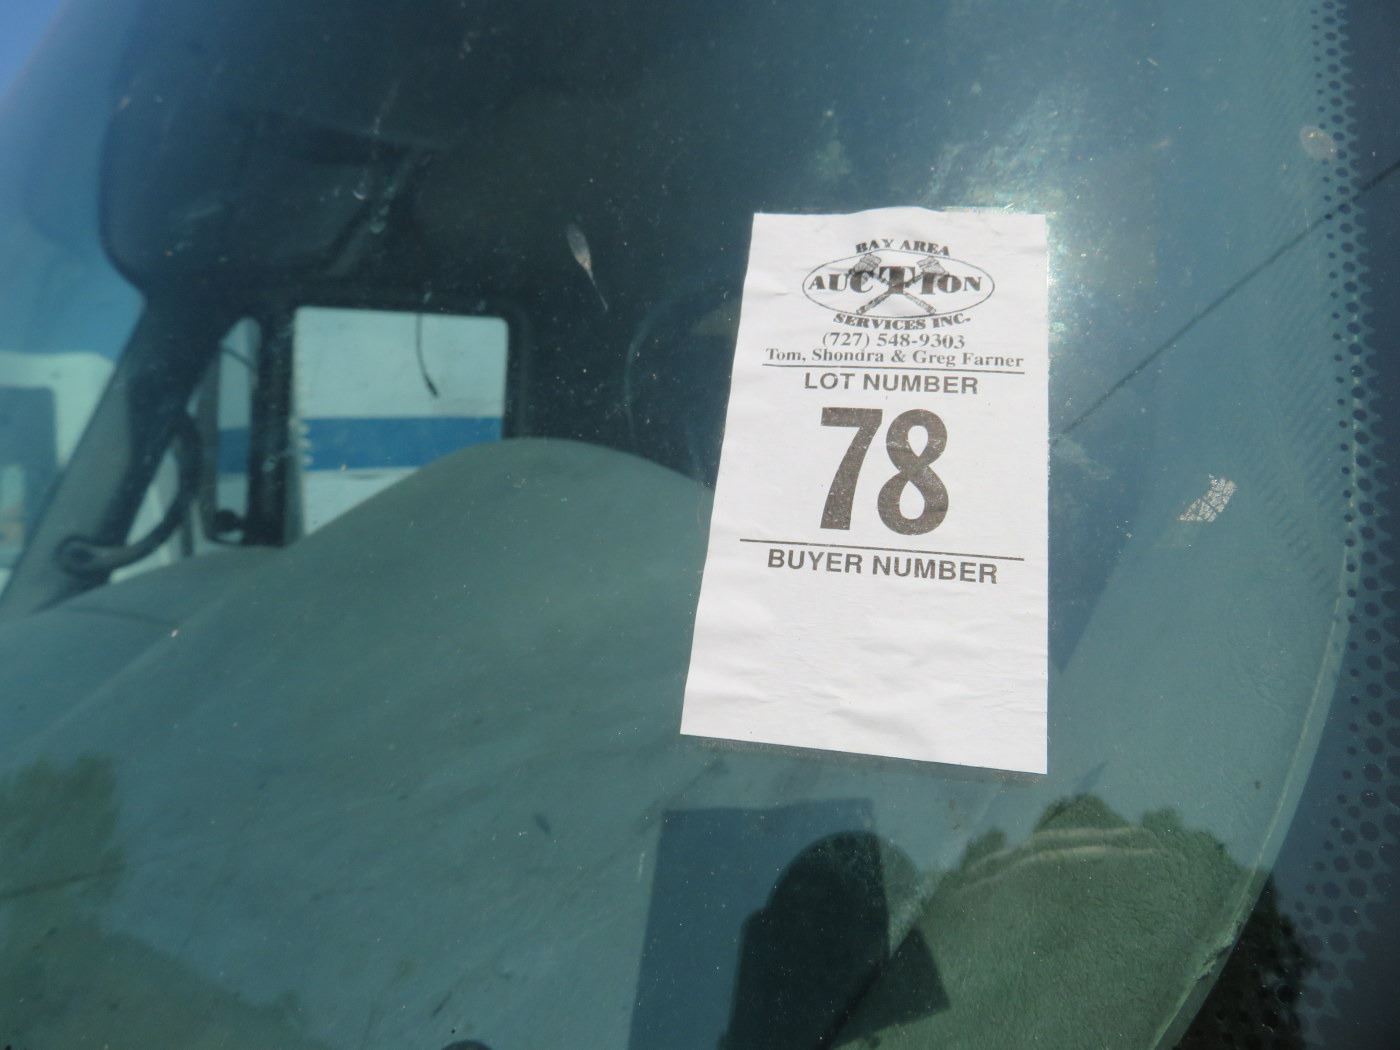 BAY AREA
AUCTION
SERVICES INC.
(727) 548-9303
Tom, Shondra & Greg Farner
LOT NUMBER
78
BUYER NUMBER